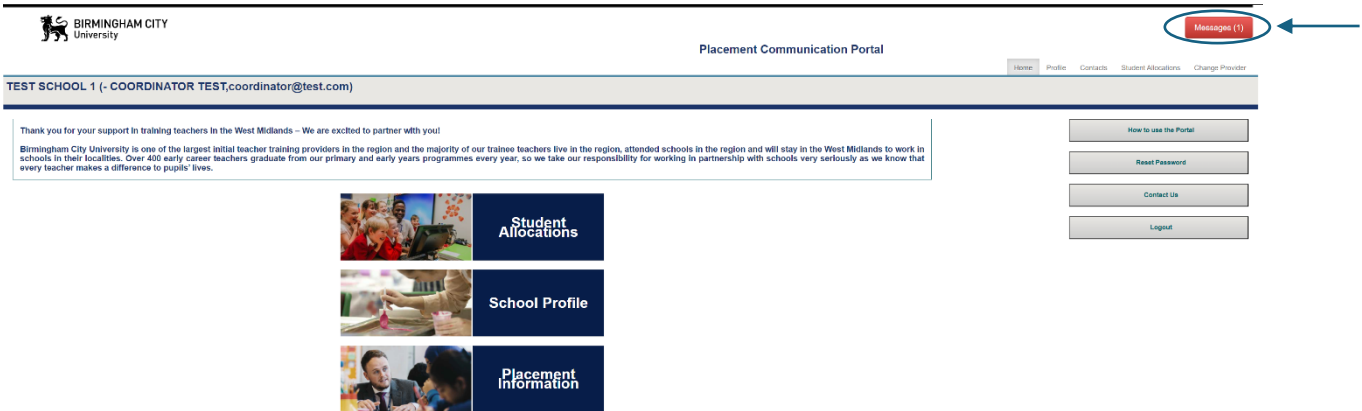 BIRMINGHAM CITY
University
Messages (1)
Placement Communication Portal
Home Profile Contacts Student Allocations Change Provider
TEST SCHOOL 1 (- COORDINATOR TEST,coordinator@test.com)
Thank you for your support in training teachers in the West Midlands – We are excited to partner with you!
Birmingham City University is one of the largest initial teacher training providers in the region and the majority of our trainee teachers live in the region, attended schools in the region and will stay in the West Midlands to work in
schools in their localities. Over 400 early career teachers graduate from our primary and early years programmes every year, so we take our responsibility for working in partnership with schools very seriously as we know that
every teacher makes a difference to pupils' lives.
How to use the Portal
Reset Password
Contact Us
Logout
Student
Allocations
School Profile
Placement
Information